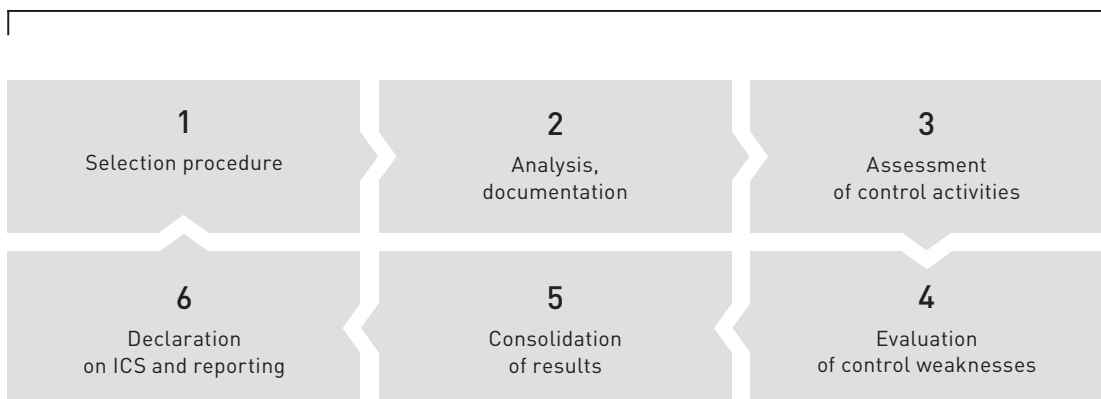 1
Selection procedure
2
Analysis,
documentation
3
Assessment
of control activities
6
Declaration
on ICS and reporting
5
Consolidation
of results
4
Evaluation
of control weaknesses